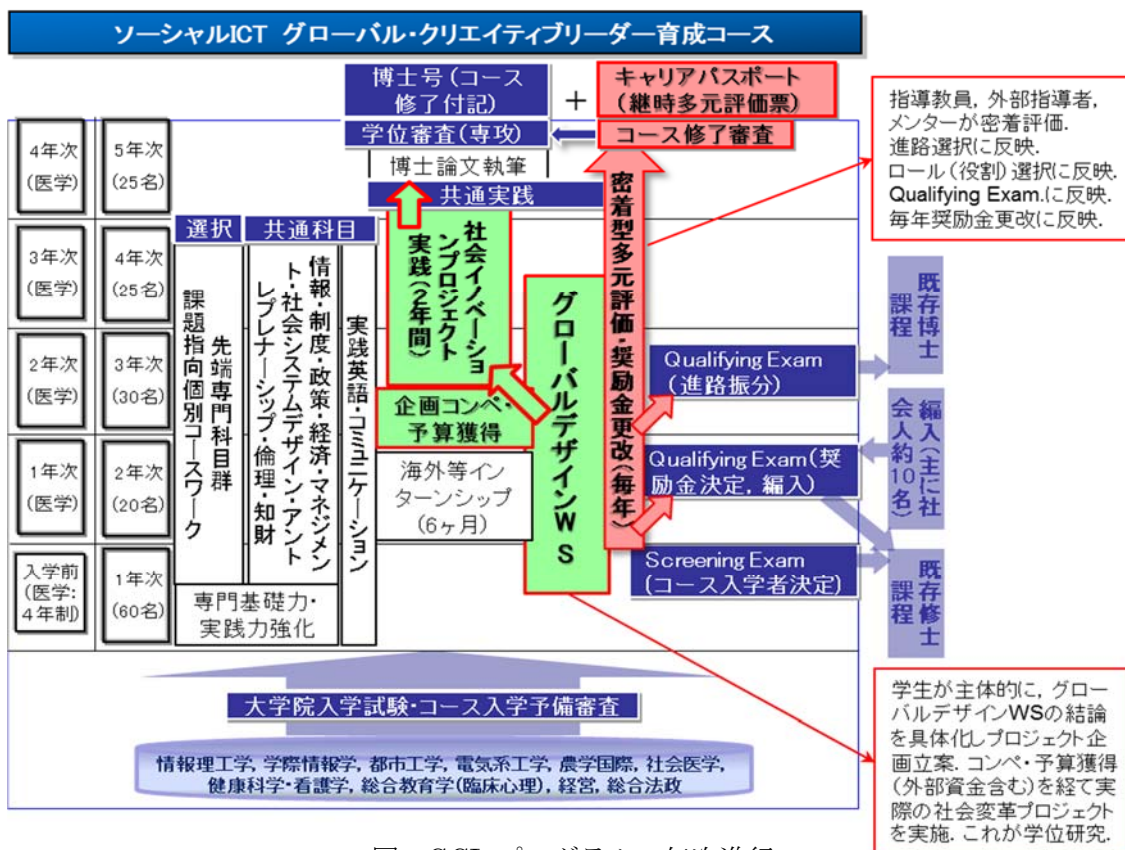 ソーシャルICT グローバル・クリエイティブリーダー育成コース
博士号(コース
修了付記)
+
キャリアパスポート
(継時多元評価票)
学位審査(専攻)
コース修了審査
博士論文執筆
共通実践
4年次
(医学)
5年次
(25名)
3年次
(医学)
4年次
(25名)
2年次
(医学)
3年次
(30名)
1年次
(医学)
2年次
(20名)
入学前
(医学:
4年制)
1年次
(60名)
選択
共通科目
先端専門科目群
課題指向個別コースワーク
情報・制度・政策・経済・マネジメン
ト・社会システムデザイン・アント
レプレナーシップ・倫理・知財
実践英語・コミュニケーション
専門基礎力・
実践力強化
社会イノベーショ
ンプロジェクト
実践(2年間)
企画コンペ・
予算獲得
海外等イン
ターンシップ
(6ヶ月)
グローバルデザインWS
密着型多元評価・奨励金更改(毎年)
Qualifying Exam
(進路振分)
Qualifying Exam(奨
励金決定, 編入)
Screening Exam
(コース入学者決定)
既存博士
課程
編入(主に社
会人約10名)
既存修士
課程
指導教員, 外部指導者,
メンターが密着評価.
進路選択に反映.
ロール(役割)選択に反映.
Qualifying Exam.に反映.
毎年奨励金更改に反映.
学生が主体的に, グロー
バルデザインWSの結論
を具体化しプロジェクト企
画立案. コンペ・予算獲得
(外部資金含む)を経て実
際の社会変革プロジェクト
を実施. これが学位研究.
大学院入学試験・コース入学予備審査
情報理工学, 学際情報学, 都市工学, 電気系工学, 農学国際, 社会医学,
健康科学・看護学, 総合教育学(臨床心理), 経営, 総合法政